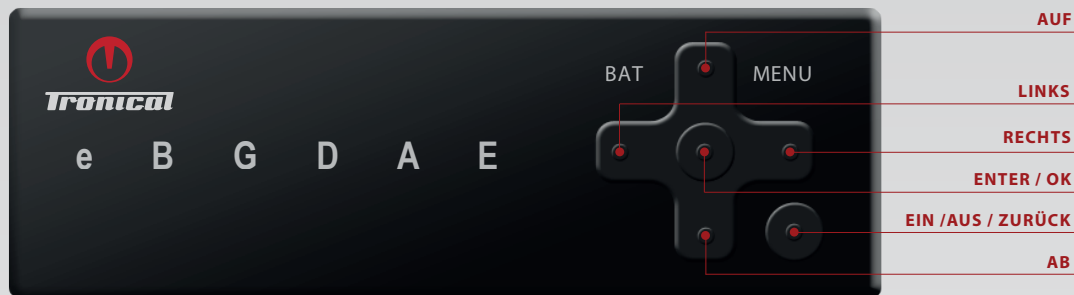 AUF
BAT MENU
LINKS
Tronical
RECHTS
e B G D A E
ENTER / OK
EIN /AUS / ZURÜCK
AB